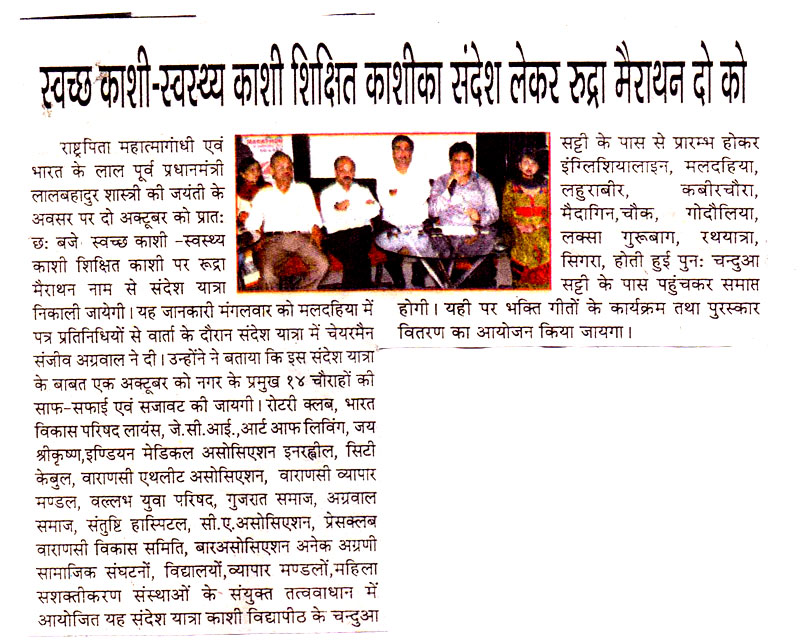 स्वच्छ काशी-स्वस्थ्य काशी शिक्षित काशीका संदेश लेकर रुद्रा मैराथन दो को
राष्ट्रपिता महात्मागांधी एवं
भारत के लाल पूर्व प्रधानमंत्री
लालबहादुर शास्त्री की जयंती के
अवसर पर दो अक्टूबर को प्रात:
छ: बजे स्वच्छ काशी -स्वस्थ्य
काशी शिक्षित काशी पर रूद्रा
मैराथन नाम से संदेश यात्रा
निकाली जायेगी। यह जानकारी मंगलवार को मलदहिया में
पत्र प्रतिनिधियों से वार्ता के दौरान संदेश यात्रा में चेयरमैन
संजीव अग्रवाल ने दी। उन्होंने ने बताया कि इस संदेश यात्रा
के बाबत एक अक्टूबर को नगर के प्रमुख १४ चौराहों की
साफ-सफाई एवं सजावट की जायगी। रोटरी क्लब, भारत
विकास परिषद लायंस, जे.सी.आई.,आर्ट आफ लिविंग, जय
श्रीकृष्ण,इण्डियन मेडिकल असोसिएशन इनरह्वील, सिटी
केबुल, वाराणसी एथलीट असोसिएशन, वाराणसी व्यापार
मण्डल, वल्लभ युवा परिषद, गुजरात समाज, अग्रवाल
समाज, संतुष्टि हास्पिटल, सी.ए.असोसिएशन, प्रेसक्लब
वाराणसी विकास समिति, बारअसोसिएशन अनेक अग्रणी
सामाजिक संघटनों, विद्यालयों,व्यापार मण्डलों,महिला
सशक्तीकरण संस्थाओं के संयुक्त तत्ववाधान में
आयोजित यह संदेश यात्रा काशी विद्यापीठ के चन्दुआ
सट्टी के पास से प्रारम्भ होकर
इंग्लिशियालाइन, मलदहिया,
लहुराबीर, कबीरचौरा,
मैदागिन,चौक, गोदौलिया,
लक्सा गुरूबाग, रथयात्रा,
सिगरा, होती हुई पुन: चन्दुआ
सट्टी के पास पहुंचकर समाप्त
होगी। यही पर भक्ति गीतों के कार्यक्रम तथा पुरस्कार
वितरण का आयोजन किया जायगा।